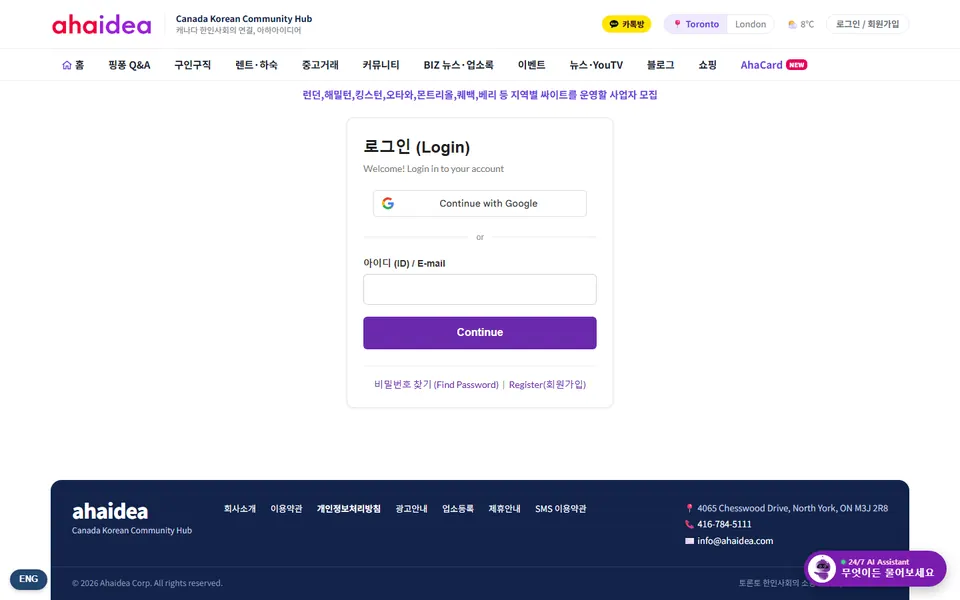 ahaidea
Canada Korean Community Hub
캐나다 한인사회의 연결, 아하아이디어
카톡방
Toronto
London
8°C
로그인 / 회원가입
홈
핑퐁 Q&A
구인구직
렌트·하숙
중고거래
커뮤니티
BIZ 뉴스·업소록
이벤트
뉴스·YouTV
블로그
쇼핑
AhaCard NEW
런던,해밀턴,킹스턴,오타와,몬트리올,퀘백,베리 등 지역별 싸이트를 운영할 사업자 모집
로그인 (Login)
Welcome! Login in to your account
Continue with Google
or
아이디 (ID) / E-mail
Continue
비밀번호 찾기 (Find Password) | Register(회원가입)
ahaidea
Canada Korean Community Hub
회사소개
이용약관
개인정보처리방침
광고안내
업소등록
제휴안내
SMS 이용약관
4065 Chesswood Drive, North York, ON M3J 2R8
416-784-5111
info@ahaidea.com
24/7 AI Assistant
무엇이든 물어보세요
ENG
© 2026 Ahaidea Corp. All rights reserved.
토론토 한인사회의